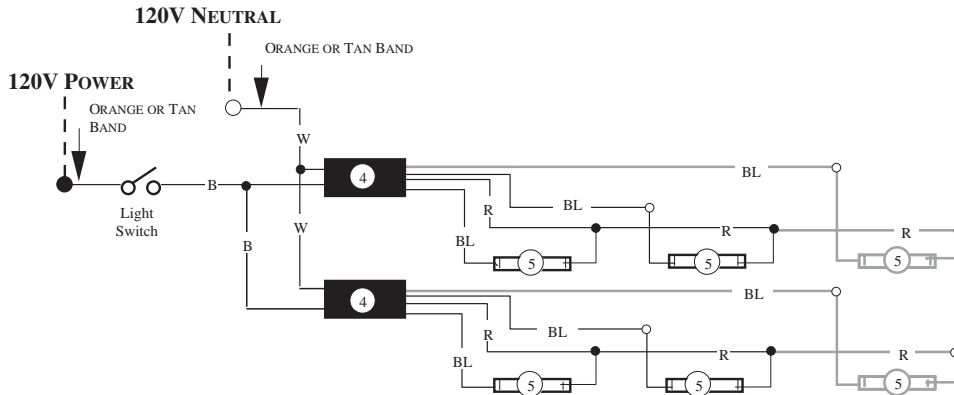 120V NEUTRAL
ORANGE OR TAN BAND
120V POWER
ORANGE OR TAN
BAND
W
4
BL
B
R
BL
R
R
Light
Switch
W
BL
B
5
5
5
4
BL
R
BL
R
R
BL
5
5
5